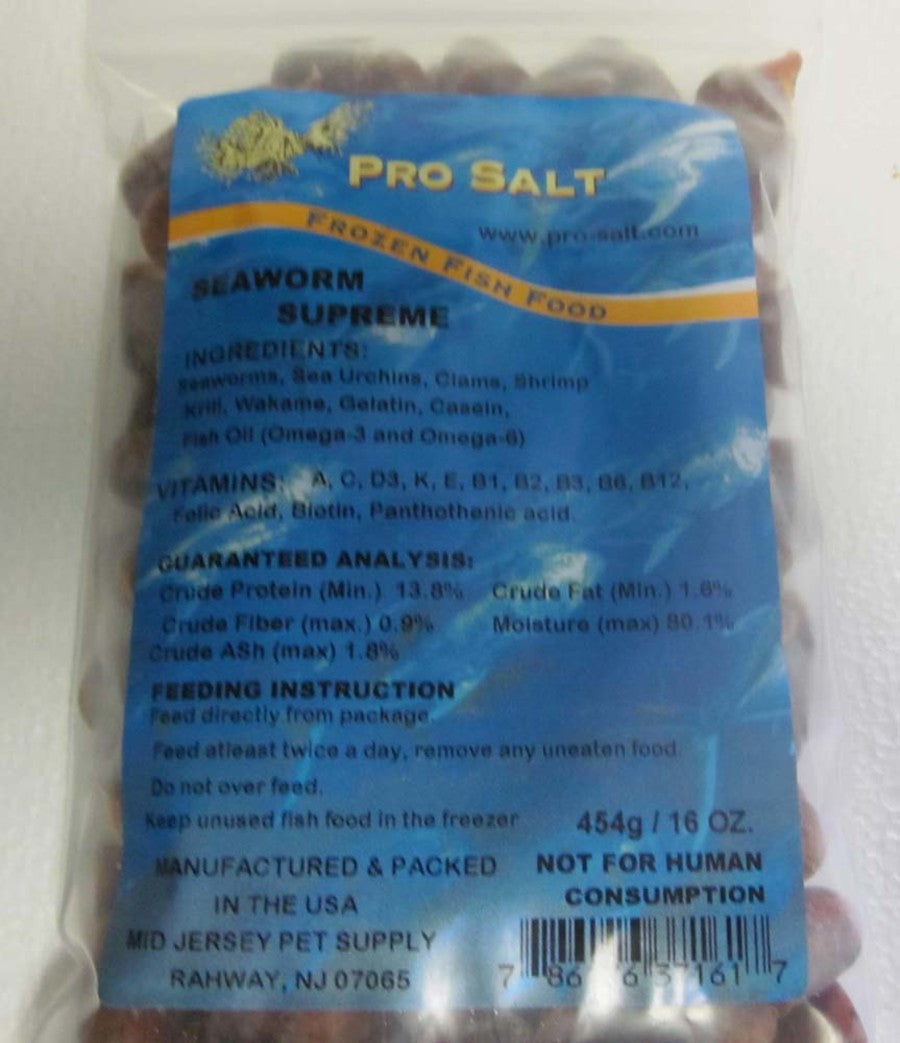 PRO SALT
www.pro-salt.com
FROZEN FISH FOOD
SEAWORM
SUPREME
INGREDIENTS:
Seaworms, Sea Urchins, Clams, Shrimp
Krill, Wakame, Gelatin, Casein,
Fish Oil (Omega-3 and Omega-6)
VITAMINS: A, C, D3, K, E, B1, B2, B3, B6, B12,
Folic Acid, Biotin, Panthothenic acid.
GUARANTEED ANALYSIS:
Crude Protein (Min.) 13.8% Crude Fat (Min.) 1.6%
Crude Fiber (max.) 0.9% Moisture (max) 80.1%
Crude ASh (max) 1.8%
FEEDING INSTRUCTION
Feed directly from package.
Feed atleast twice a day, remove any uneaten food.
Do not over feed.
Keep unused fish food in the freezer
454g / 16 OZ.
MANUFACTURED & PACKED
IN THE USA
MID JERSEY PET SUPPLY
RAHWAY, NJ 07065
NOT FOR HUMAN
CONSUMPTION
7 37161 7